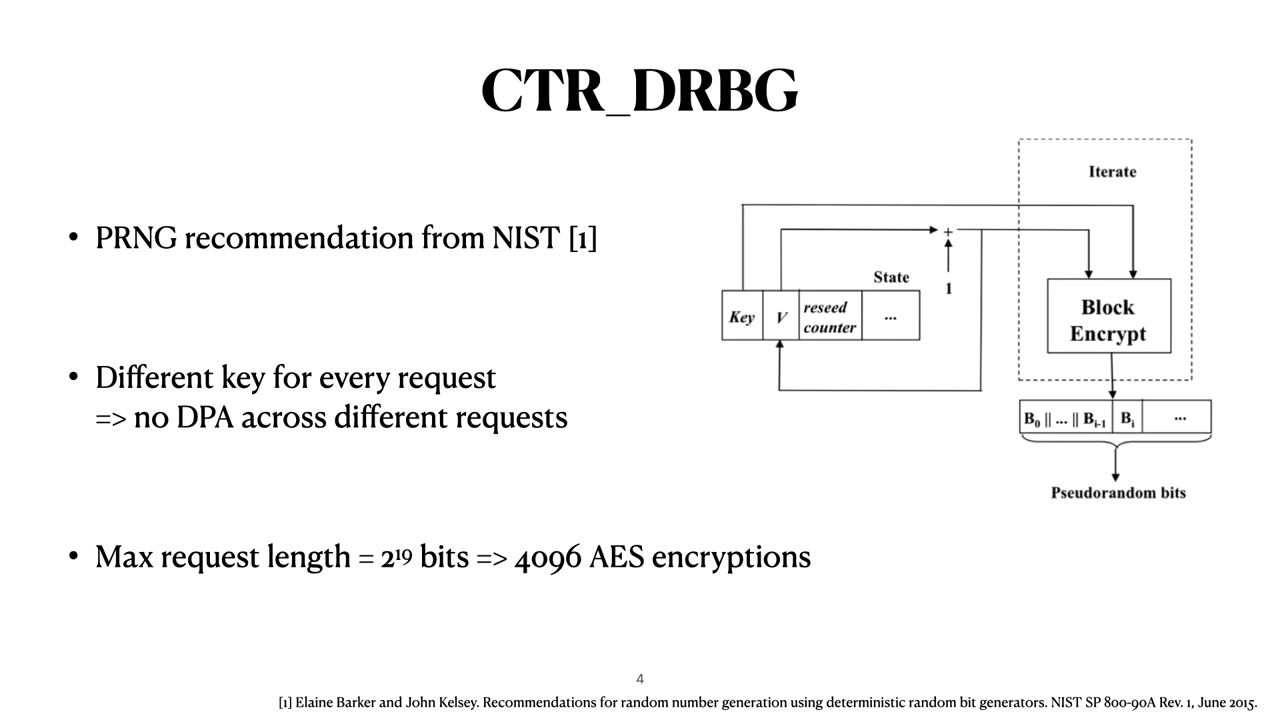 CTR_DRBG
• PRNG recommendation from NIST [1]
• Different key for every request
=> no DPA across different requests
• Max request length = 2¹⁹ bits => 4096 AES encryptions
Iterate
+
1
State
Key V reseed counter ...
Block
Encrypt
B₀ || ... || Bᵢ₋₁ Bᵢ ...
Pseudorandom bits
4
[1] Elaine Barker and John Kelsey. Recommendations for random number generation using deterministic random bit generators. NIST SP 800-90A Rev. 1, June 2015.